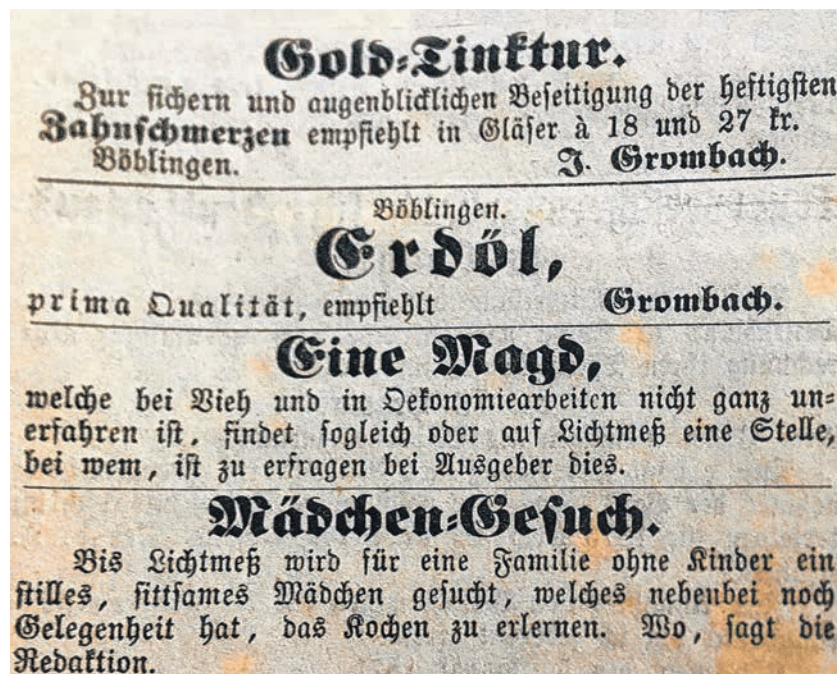 Gold-Tinktur.
Zur sichern und augenblicklichen Beseitigung der heftigsten
Zahnschmerzen empfiehlt in Gläser à 18 und 27 kr.
Böblingen. J. Grombach.
Böblingen.
Erdöl,
prima Qualität, empfiehlt Grombach.
Eine Magd,
welche bei Vieh und in Oekonomiearbeiten nicht ganz un-
erfahren ist, findet sogleich oder auf Lichtmeß eine Stelle,
bei wem, ist zu erfragen bei Ausgeber dies.
Mädchen-Gesuch.
Bis Lichtmeß wird für eine Familie ohne Kinder ein
stilles, sittsames Mädchen gesucht, welches nebenbei noch
Gelegenheit hat, das Kochen zu erlernen. Wo, sagt die
Redaktion.